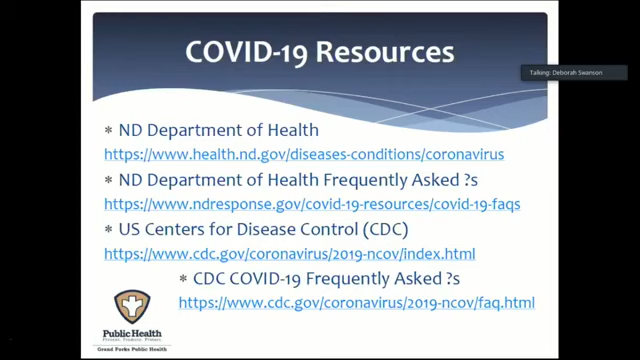 COVID-19 Resources
Talking: Deborah Swanson
* ND Department of Health
https://www.health.nd.gov/diseases-conditions/coronavirus
* ND Department of Health Frequently Asked ?s
https://www.ndresponse.gov/covid-19-resources/covid-19-faqs
* US Centers for Disease Control (CDC)
https://www.cdc.gov/coronavirus/2019-ncov/index.html
* CDC COVID-19 Frequently Asked ?s
https://www.cdc.gov/coronavirus/2019-ncov/faq.html
Public Health
Prevent. Promote. Protect.
Grand Forks Public Health